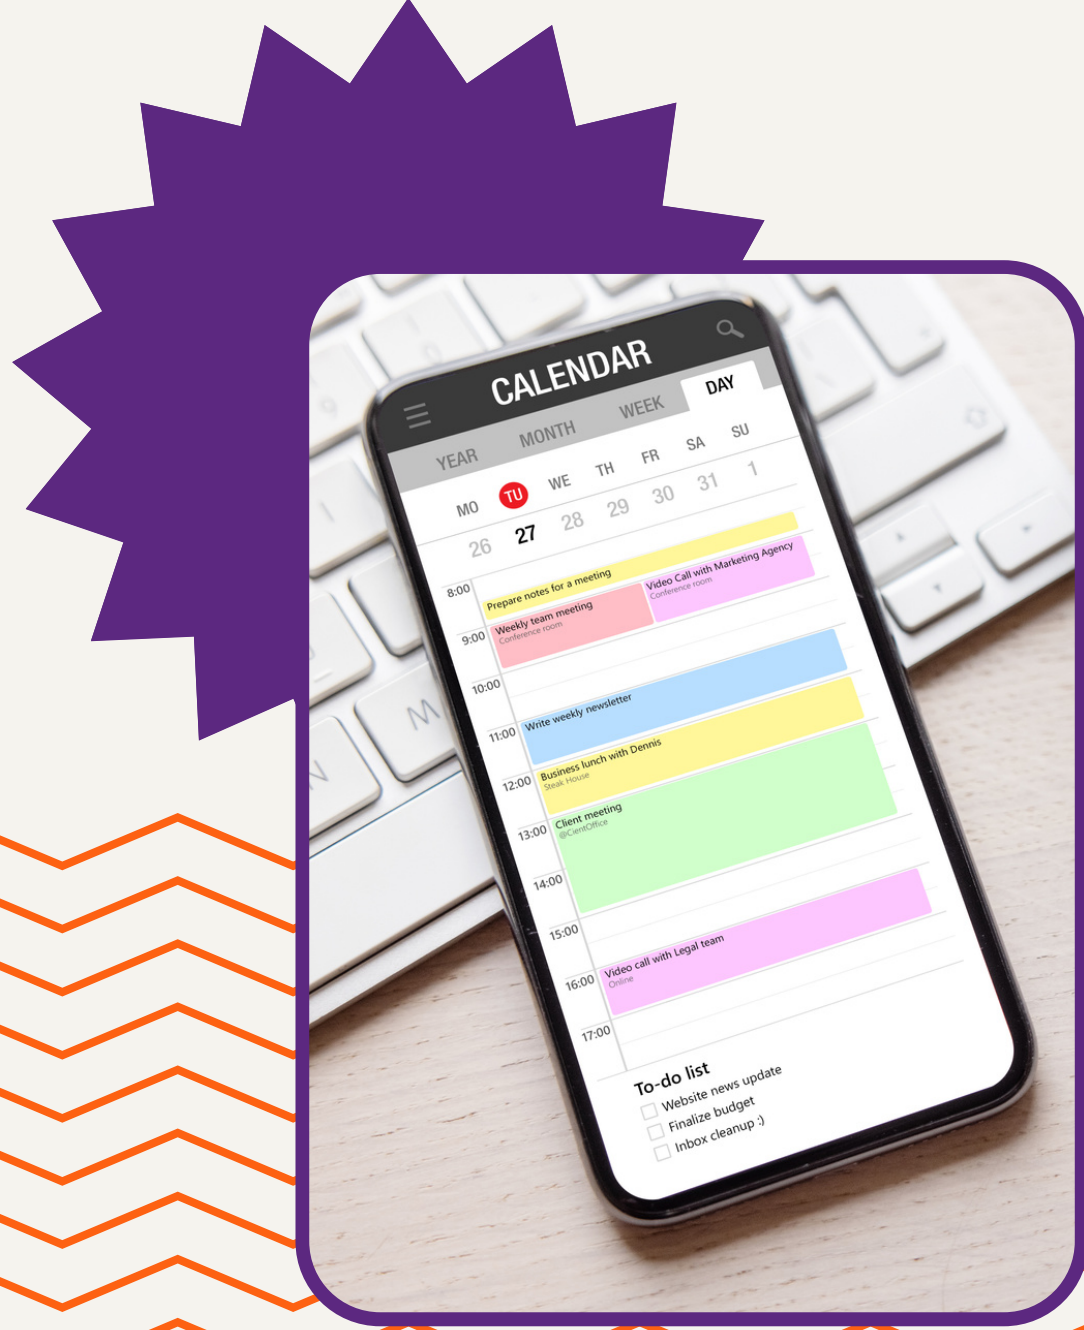 CALENDAR
YEAR MONTH WEEK DAY
MO TU WE TH FR SA SU
26 27 28 29 30 31 1
8:00
Prepare notes for a meeting
9:00
Weekly team meeting
Conference room
Video Call with Marketing Agency
Conference room
10:00
11:00
Write weekly newsletter
12:00
Business lunch with Dennis
Steak House
13:00
Client meeting
@CientOffice
14:00
15:00
16:00
Video call with Legal team
Online
17:00
To-do list
Website news update
Finalize budget
Inbox cleanup :)
M
N